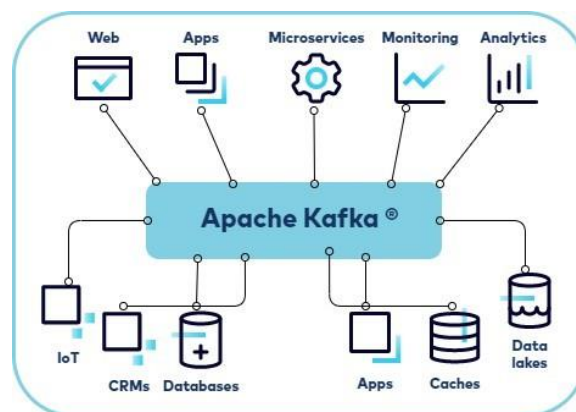 Web
Apps
Microservices
Monitoring
Analytics
Apache Kafka ®
IoT
CRMs
Databases
Apps
Caches
Data
lakes